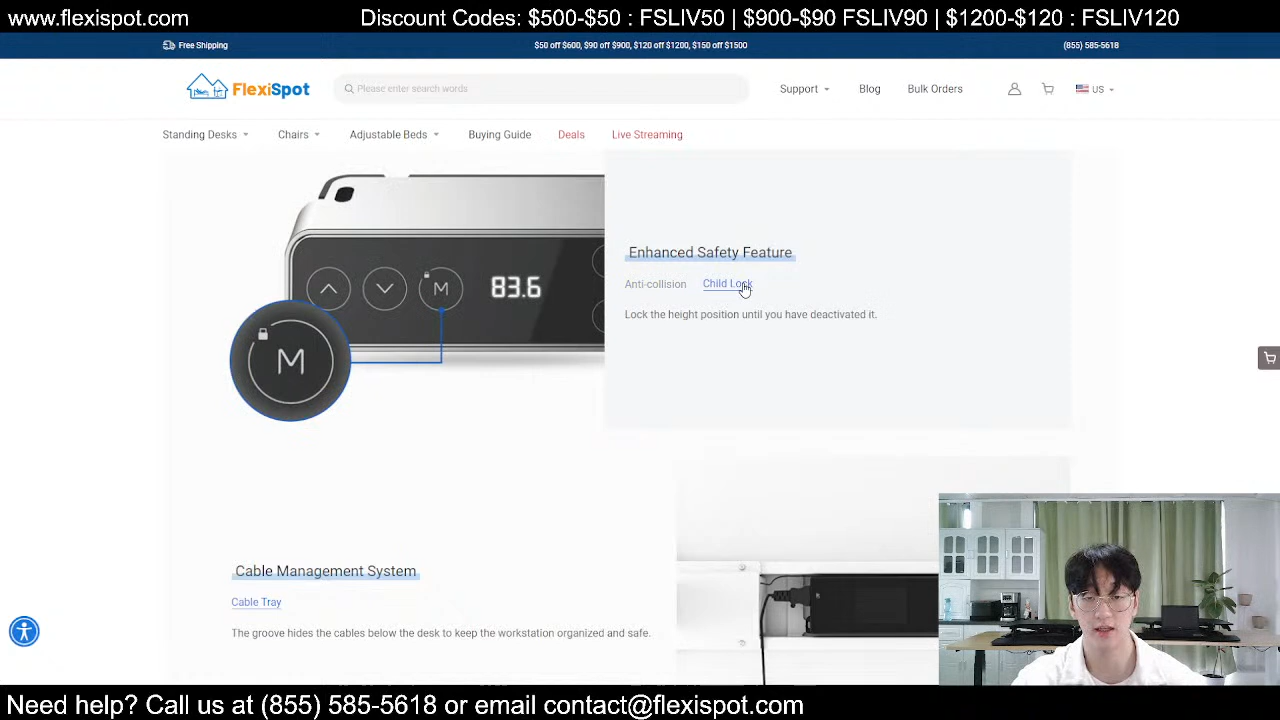 www.flexispot.com
Discount Codes: $500-$50 : FSLIV50 | $900-$90 FSLIV90 | $1200-$120 : FSLIV120
Free Shipping
$50 off $600, $90 off $900, $120 off $1200, $150 off $1500
(855) 585-5618
FlexiSpot
Please enter search words
Support
Blog
Bulk Orders
US
Standing Desks
Chairs
Adjustable Beds
Buying Guide
Deals
Live Streaming
M
83.6
M
Enhanced Safety Feature
Anti-collision
Child Lock
Lock the height position until you have deactivated it.
Cable Management System
Cable Tray
The groove hides the cables below the desk to keep the workstation organized and safe.
Need help? Call us at (855) 585-5618 or email contact@flexispot.com